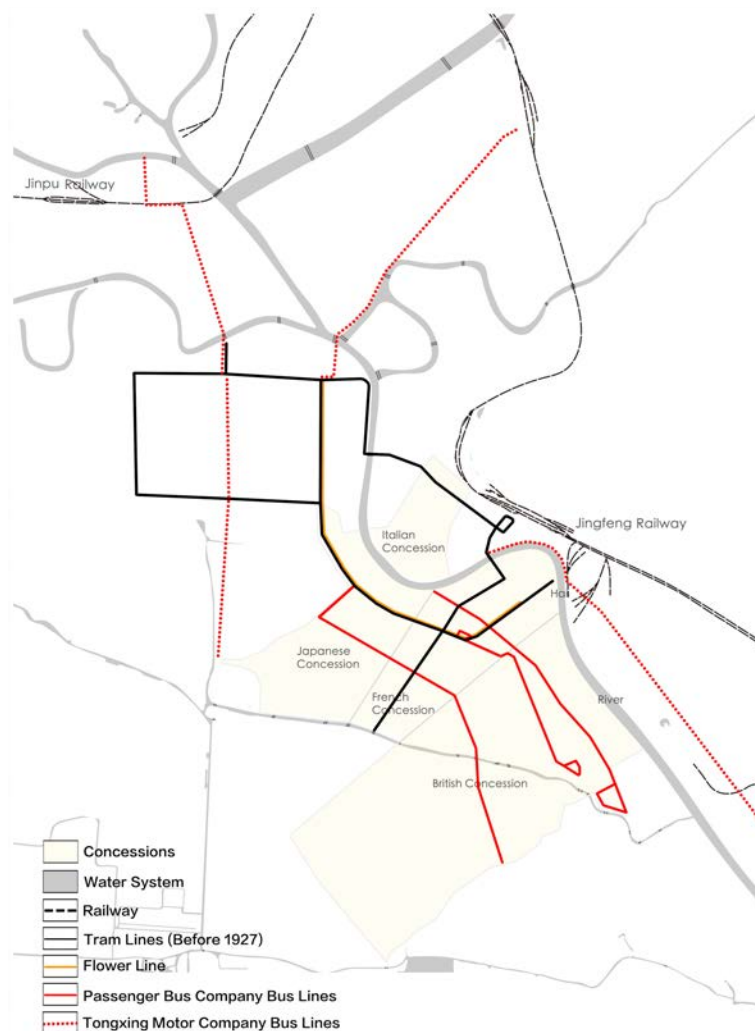 Jinpu Railway
Jingfeng Railway
Italian
Concession
Hai
Japanese
Concession
French
Concession
River
British Concession
Concessions
Water System
Railway
Tram Lines (Before 1927)
Flower Line
Passenger Bus Company Bus Lines
Tongxing Motor Company Bus Lines